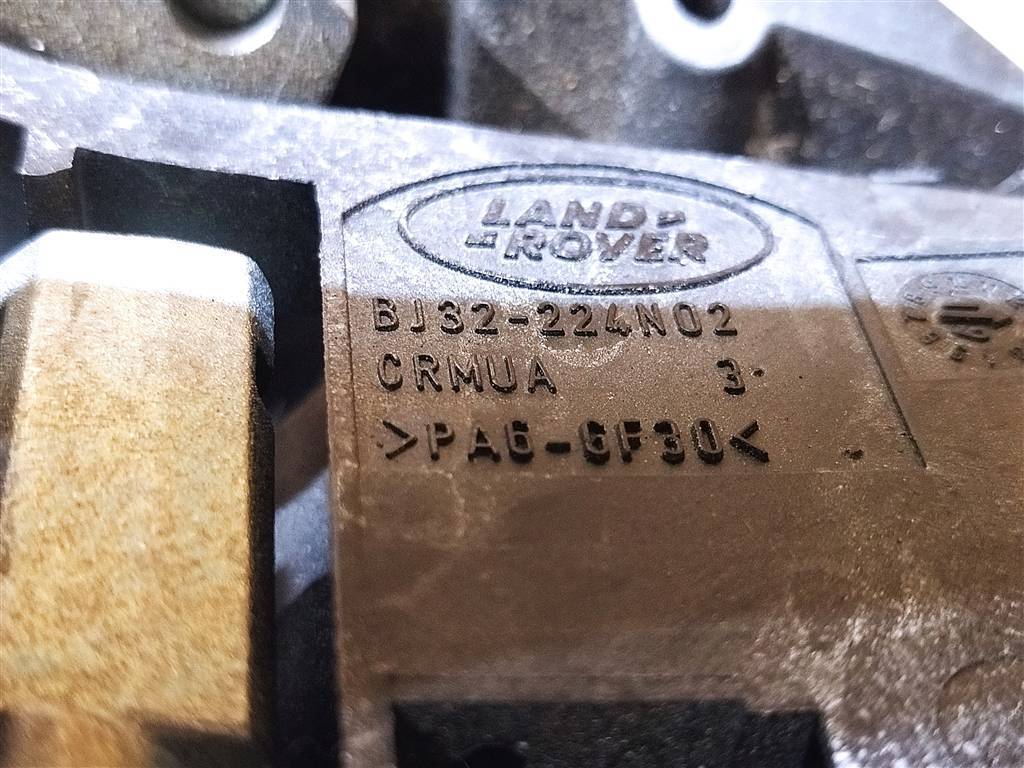 LAND
ROVER
BJ32-224N02
CRMUA 3
>PA6-GF30<